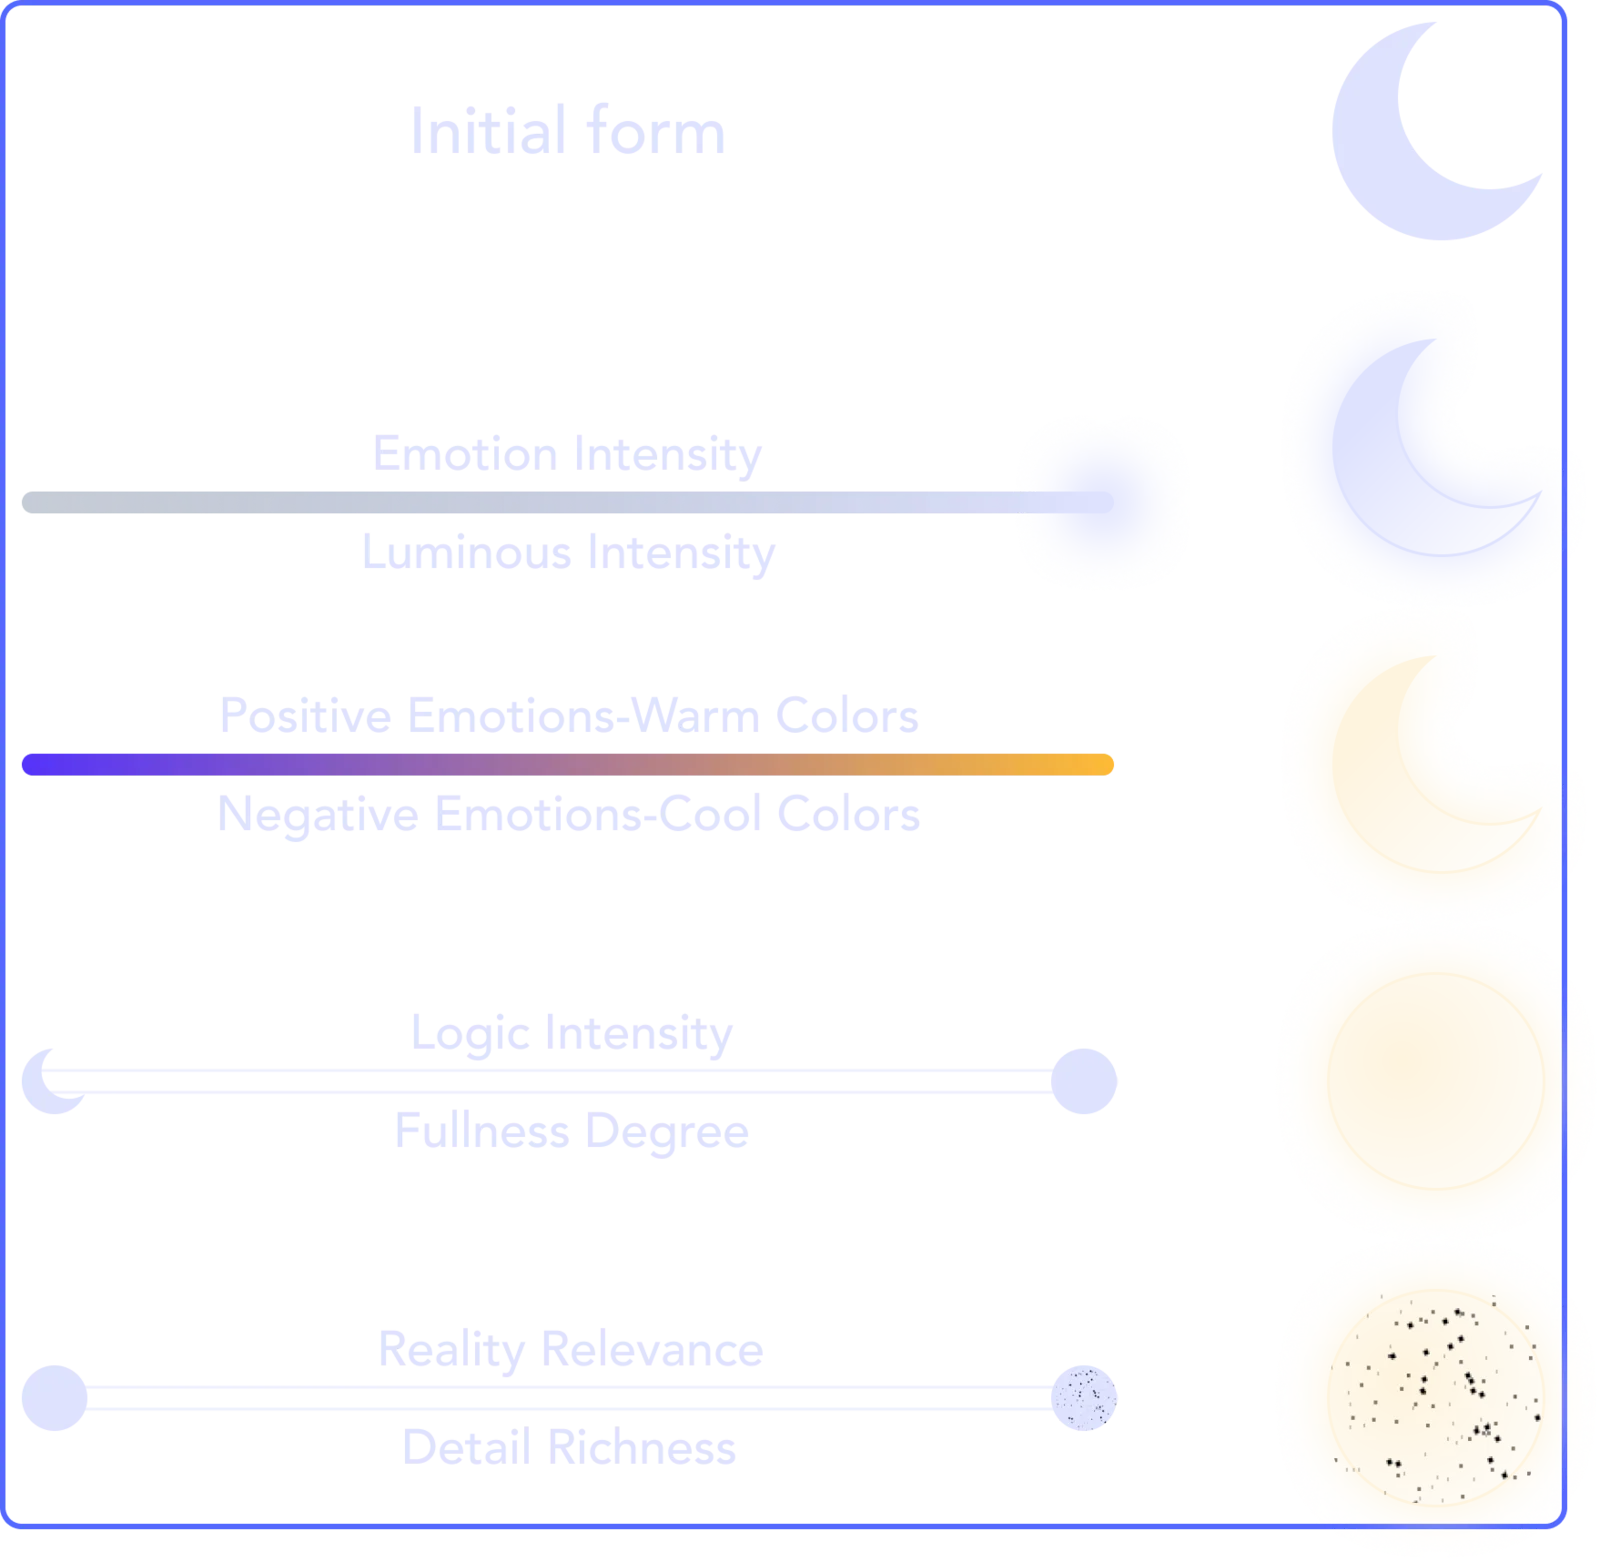 Initial form
Emotion Intensity
Luminous Intensity
Positive Emotions-Warm Colors
Negative Emotions-Cool Colors
Logic Intensity
Fullness Degree
Reality Relevance
Detail Richness